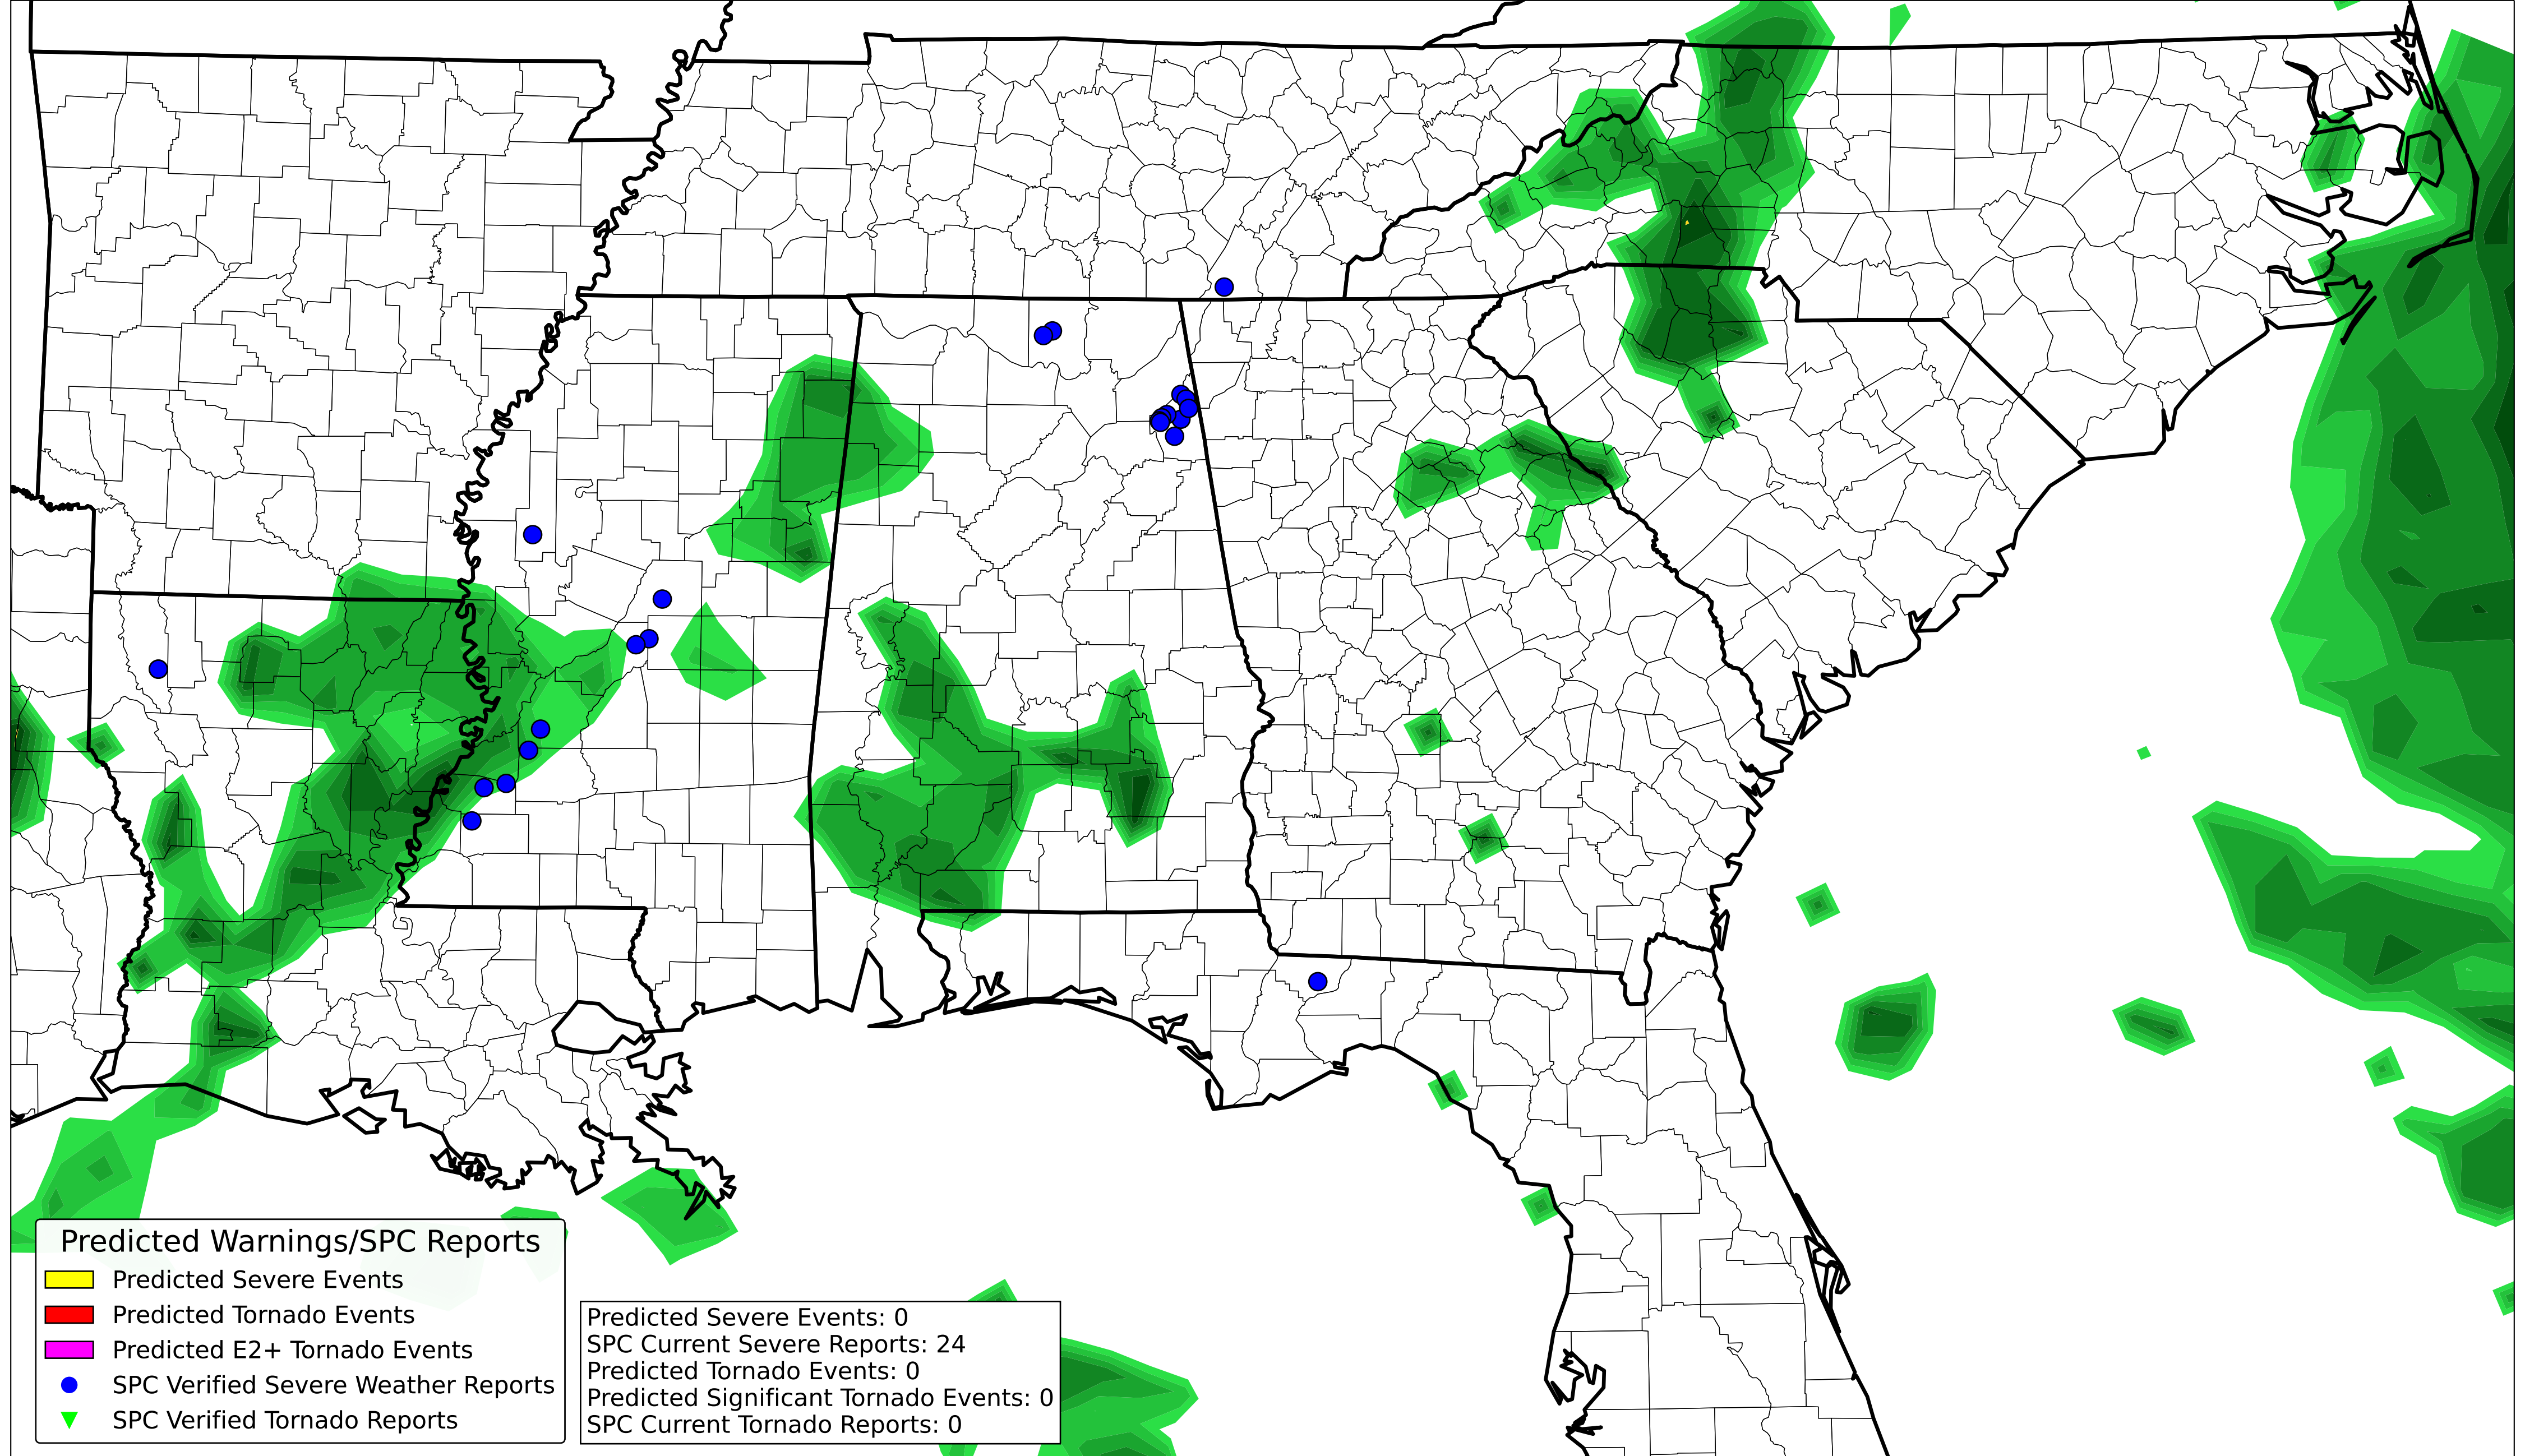 Predicted Warnings/SPC Reports
Predicted Severe Events
Predicted Tornado Events
Predicted E2+ Tornado Events
SPC Verified Severe Weather Reports
SPC Verified Tornado Reports
Predicted Severe Events: 0
SPC Current Severe Reports: 24
Predicted Tornado Events: 0
Predicted Significant Tornado Events: 0
SPC Current Tornado Reports: 0